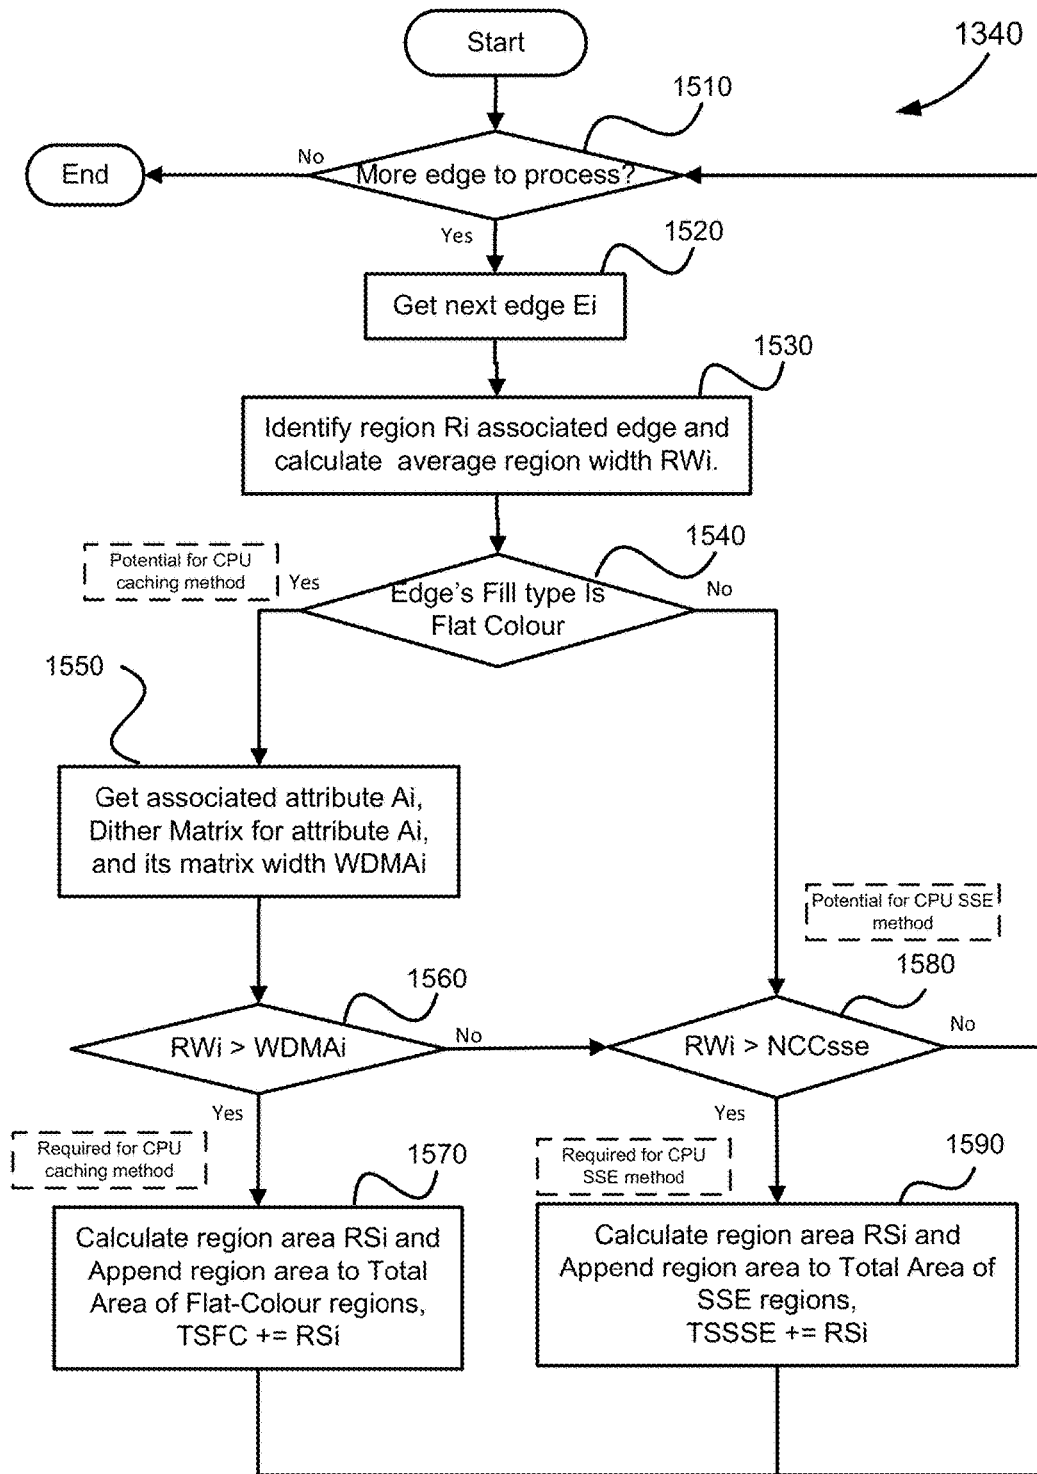 Start
1340
1510
No
End
More edge to process?
Yes
1520
Get next edge Ei
1530
Identify region Ri associated edge and
calculate average region width RWi.
1540
Potential for CPU
caching method
Yes
Edge's Fill type Is
Flat Colour
No
1550
Get associated attribute Ai,
Dither Matrix for attribute Ai,
and its matrix width WDMAi
Potential for CPU SSE
method
1560
1580
RWi > WDMAi
No
RWi > NCCsse
No
Yes
Yes
Required for CPU
caching method
1570
Required for CPU
SSE method
1590
Calculate region area RSi and
Append region area to Total
Area of Flat-Colour regions,
TSFC += RSi
Calculate region area RSi and
Append region area to Total Area of
SSE regions,
TSSSE += RSi